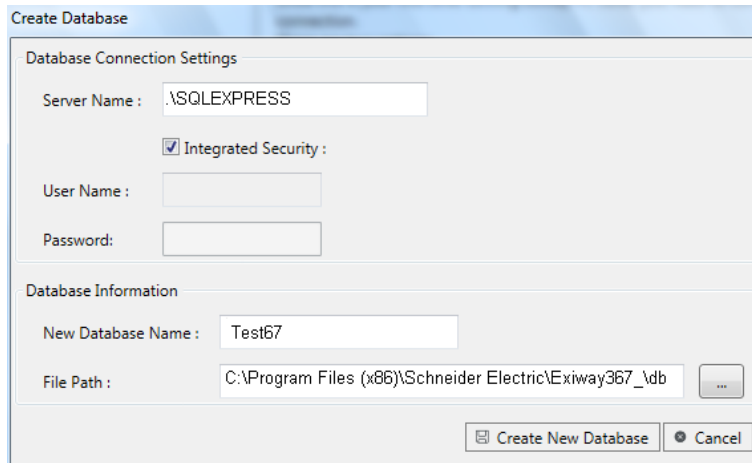 Create Database
Database Connection Settings
Server Name : .\SQLEXPRESS
Integrated Security :
User Name :
Password:
Database Information
New Database Name : Test67
File Path : C:\Program Files (x86)\Schneider Electric\Exiway367_\db ...
Create New Database Cancel